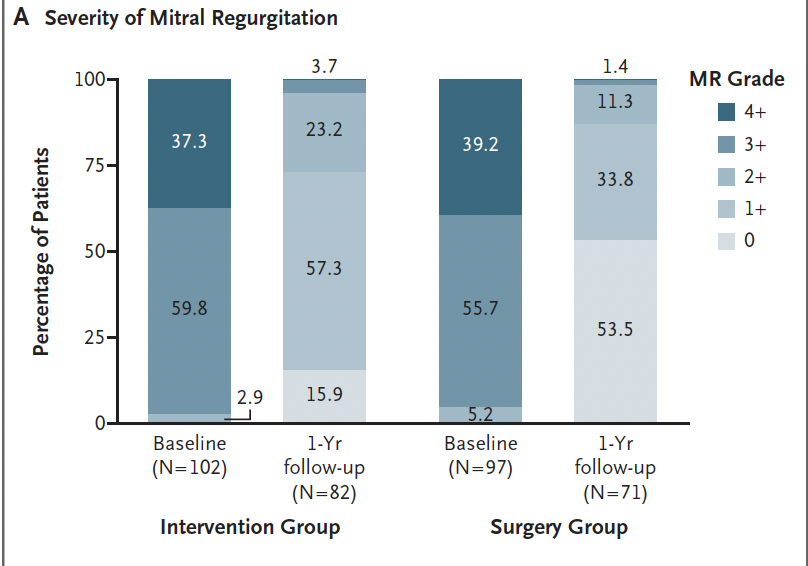 A Severity of Mitral Regurgitation
Percentage of Patients
100
75
50
25
0
37.3
59.8
2.9
3.7
23.2
57.3
15.9
39.2
55.7
5.2
1.4
11.3
33.8
53.5
MR Grade
4+
3+
2+
1+
0
Baseline
(N=102)
1-Yr
follow-up
(N=82)
Baseline
(N=97)
1-Yr
follow-up
(N=71)
Intervention Group
Surgery Group